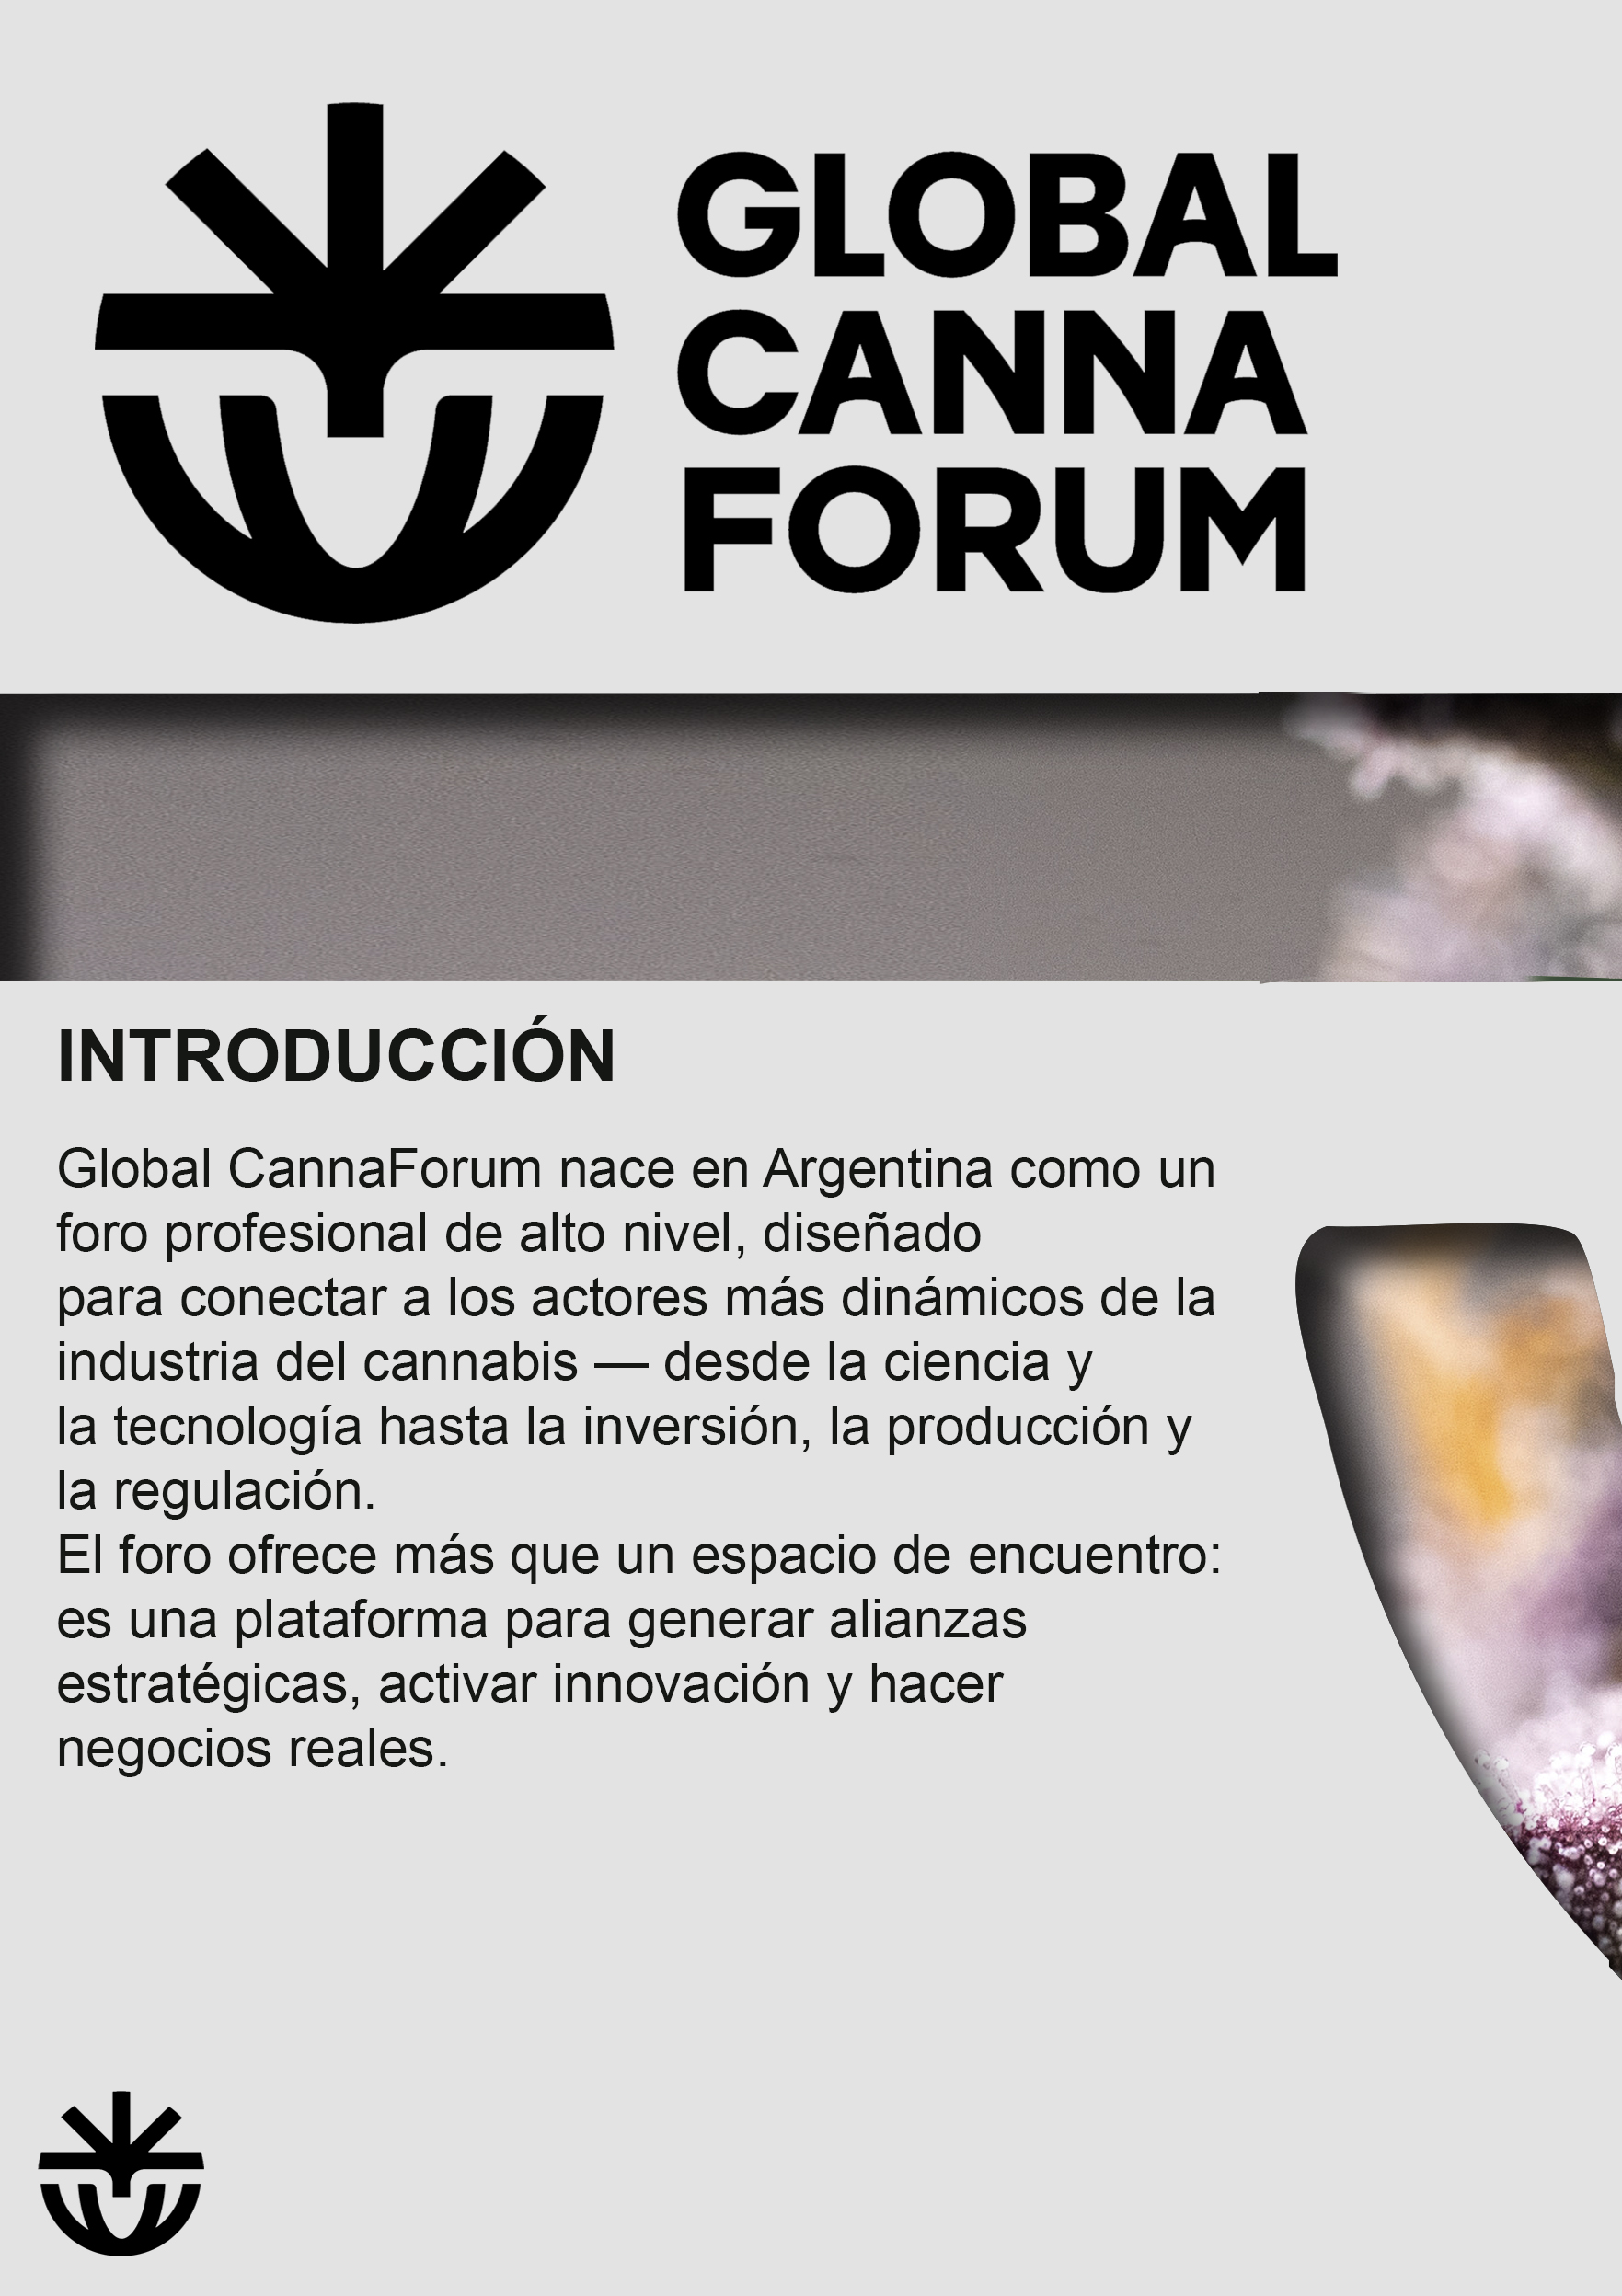 GLOBAL
CANNA
FORUM
INTRODUCCIÓN
Global CannaForum nace en Argentina como un
foro profesional de alto nivel, diseñado
para conectar a los actores más dinámicos de la
industria del cannabis — desde la ciencia y
la tecnología hasta la inversión, la producción y
la regulación.
El foro ofrece más que un espacio de encuentro:
es una plataforma para generar alianzas
estratégicas, activar innovación y hacer
negocios reales.